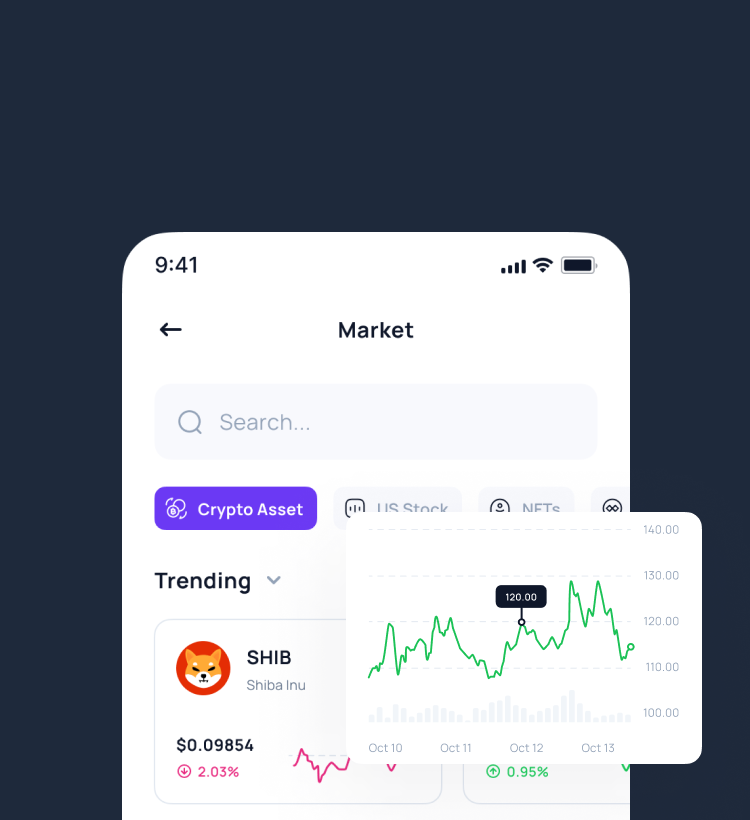 9:41
Market
Search...
Crypto Asset
US Stock
NFTs
Trending
SHIB
Shiba Inu
$0.09854
2.03%
0.95%
140.00
130.00
120.00
120.00
110.00
100.00
Oct 10 Oct 11 Oct 12 Oct 13